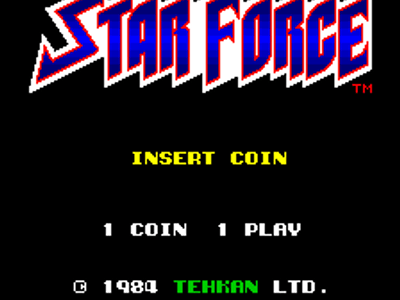 STAR FORCE
TM
INSERT COIN
1 COIN 1 PLAY
© 1984 TEHKAN LTD.